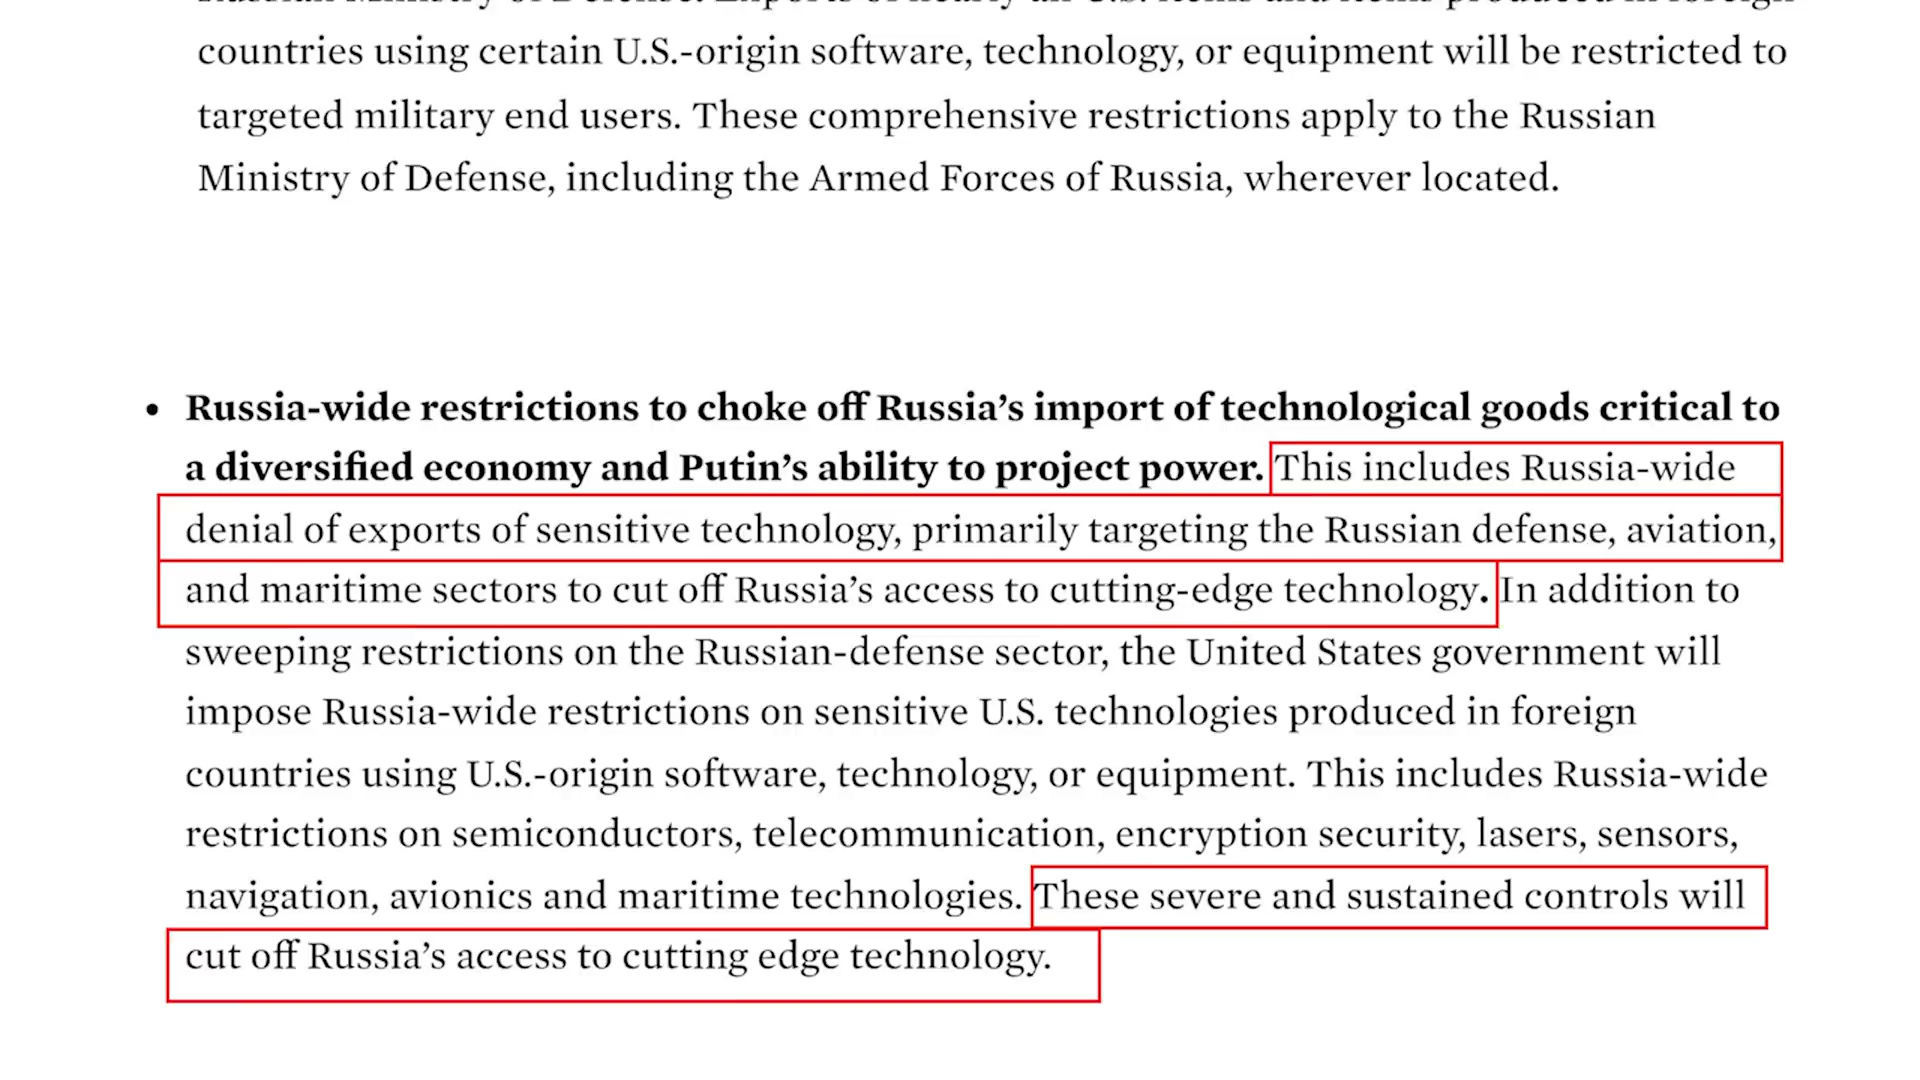 countries using certain U.S.-origin software, technology, or equipment will be restricted to
targeted military end users. These comprehensive restrictions apply to the Russian
Ministry of Defense, including the Armed Forces of Russia, wherever located.
• Russia-wide restrictions to choke off Russia’s import of technological goods critical to
a diversified economy and Putin’s ability to project power. This includes Russia-wide
denial of exports of sensitive technology, primarily targeting the Russian defense, aviation,
and maritime sectors to cut off Russia’s access to cutting-edge technology. In addition to
sweeping restrictions on the Russian-defense sector, the United States government will
impose Russia-wide restrictions on sensitive U.S. technologies produced in foreign
countries using U.S.-origin software, technology, or equipment. This includes Russia-wide
restrictions on semiconductors, telecommunication, encryption security, lasers, sensors,
navigation, avionics and maritime technologies. These severe and sustained controls will
cut off Russia’s access to cutting edge technology.